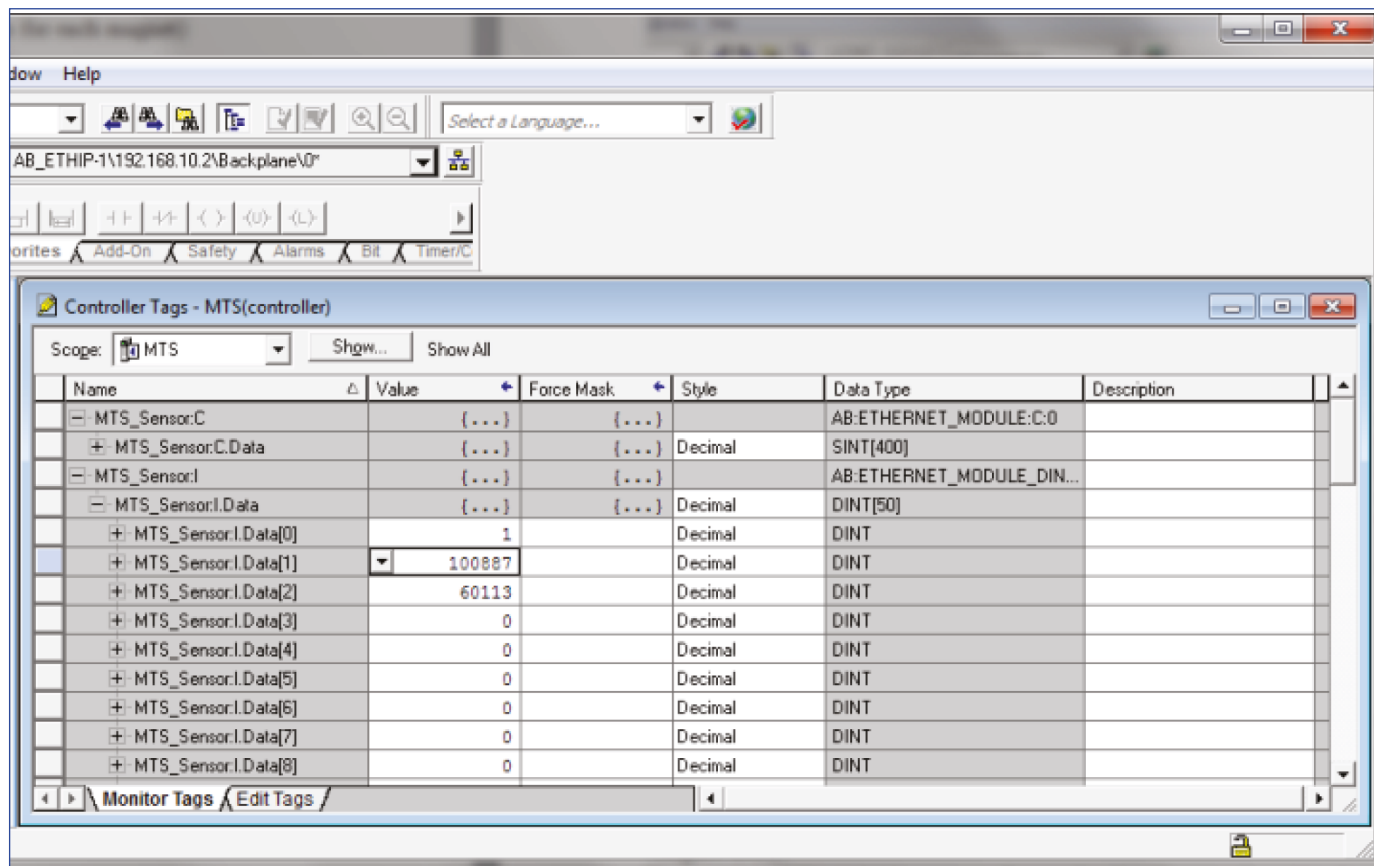 for each magnet)
dow Help
Select a Language...
AB_ETHIP-1\192.168.10.2\Backplane\0*
(U) (L)
orites Add-On Safety Alarms Bit Timer/C
Controller Tags - MTS(controller)
Scope: MTS Show... Show All
Name Value Force Mask Style Data Type Description
MTS_Sensor:C {...} {...} AB:ETHERNET_MODULE:C:0
MTS_Sensor:C.Data {...} {...} Decimal SINT[400]
MTS_Sensor:I {...} {...} AB:ETHERNET_MODULE_DIN...
MTS_Sensor:I.Data {...} {...} Decimal DINT[50]
MTS_Sensor:I.Data[0] 1 Decimal DINT
MTS_Sensor:I.Data[1] 100887 Decimal DINT
MTS_Sensor:I.Data[2] 60113 Decimal DINT
MTS_Sensor:I.Data[3] 0 Decimal DINT
MTS_Sensor:I.Data[4] 0 Decimal DINT
MTS_Sensor:I.Data[5] 0 Decimal DINT
MTS_Sensor:I.Data[6] 0 Decimal DINT
MTS_Sensor:I.Data[7] 0 Decimal DINT
MTS_Sensor:I.Data[8] 0 Decimal DINT
Monitor Tags Edit Tags